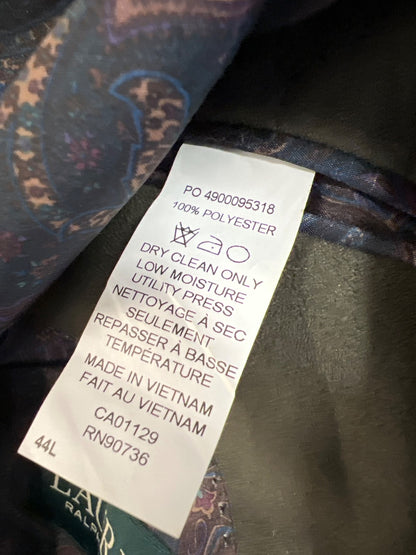 PO 4900095318
100% POLYESTER
DRY CLEAN ONLY
LOW MOISTURE
UTILITY PRESS
NETTOYAGE À SEC
SEULEMENT
REPASSER À BASSE
TEMPÉRATURE
MADE IN VIETNAM
FAIT AU VIETNAM
CA01129
RN90736
44L